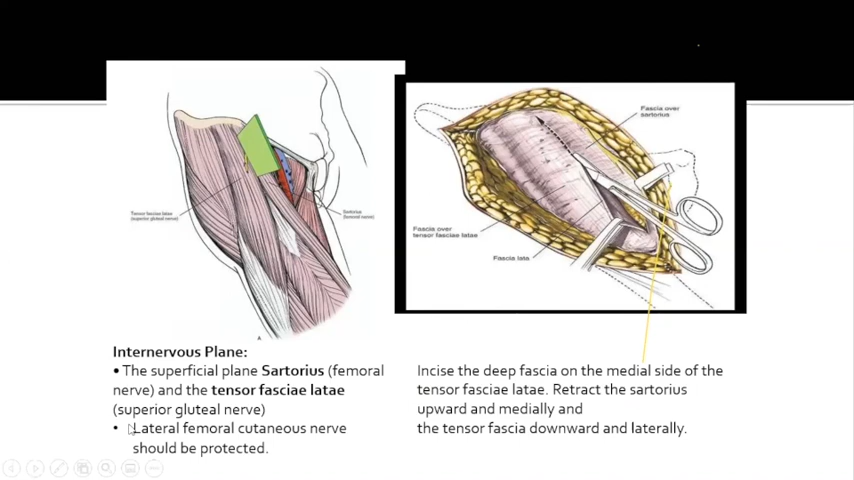 Tensor fasciae latae
(superior gluteal nerve)
Sartorius
(femoral nerve)
A
Fascia over
sartorius
Fascia over
tensor fasciae latae
Fascia lata
Internervous Plane:
• The superficial plane Sartorius (femoral
nerve) and the tensor fasciae latae
(superior gluteal nerve)
• Lateral femoral cutaneous nerve
should be protected.
Incise the deep fascia on the medial side of the
tensor fasciae latae. Retract the sartorius
upward and medially and
the tensor fascia downward and laterally.